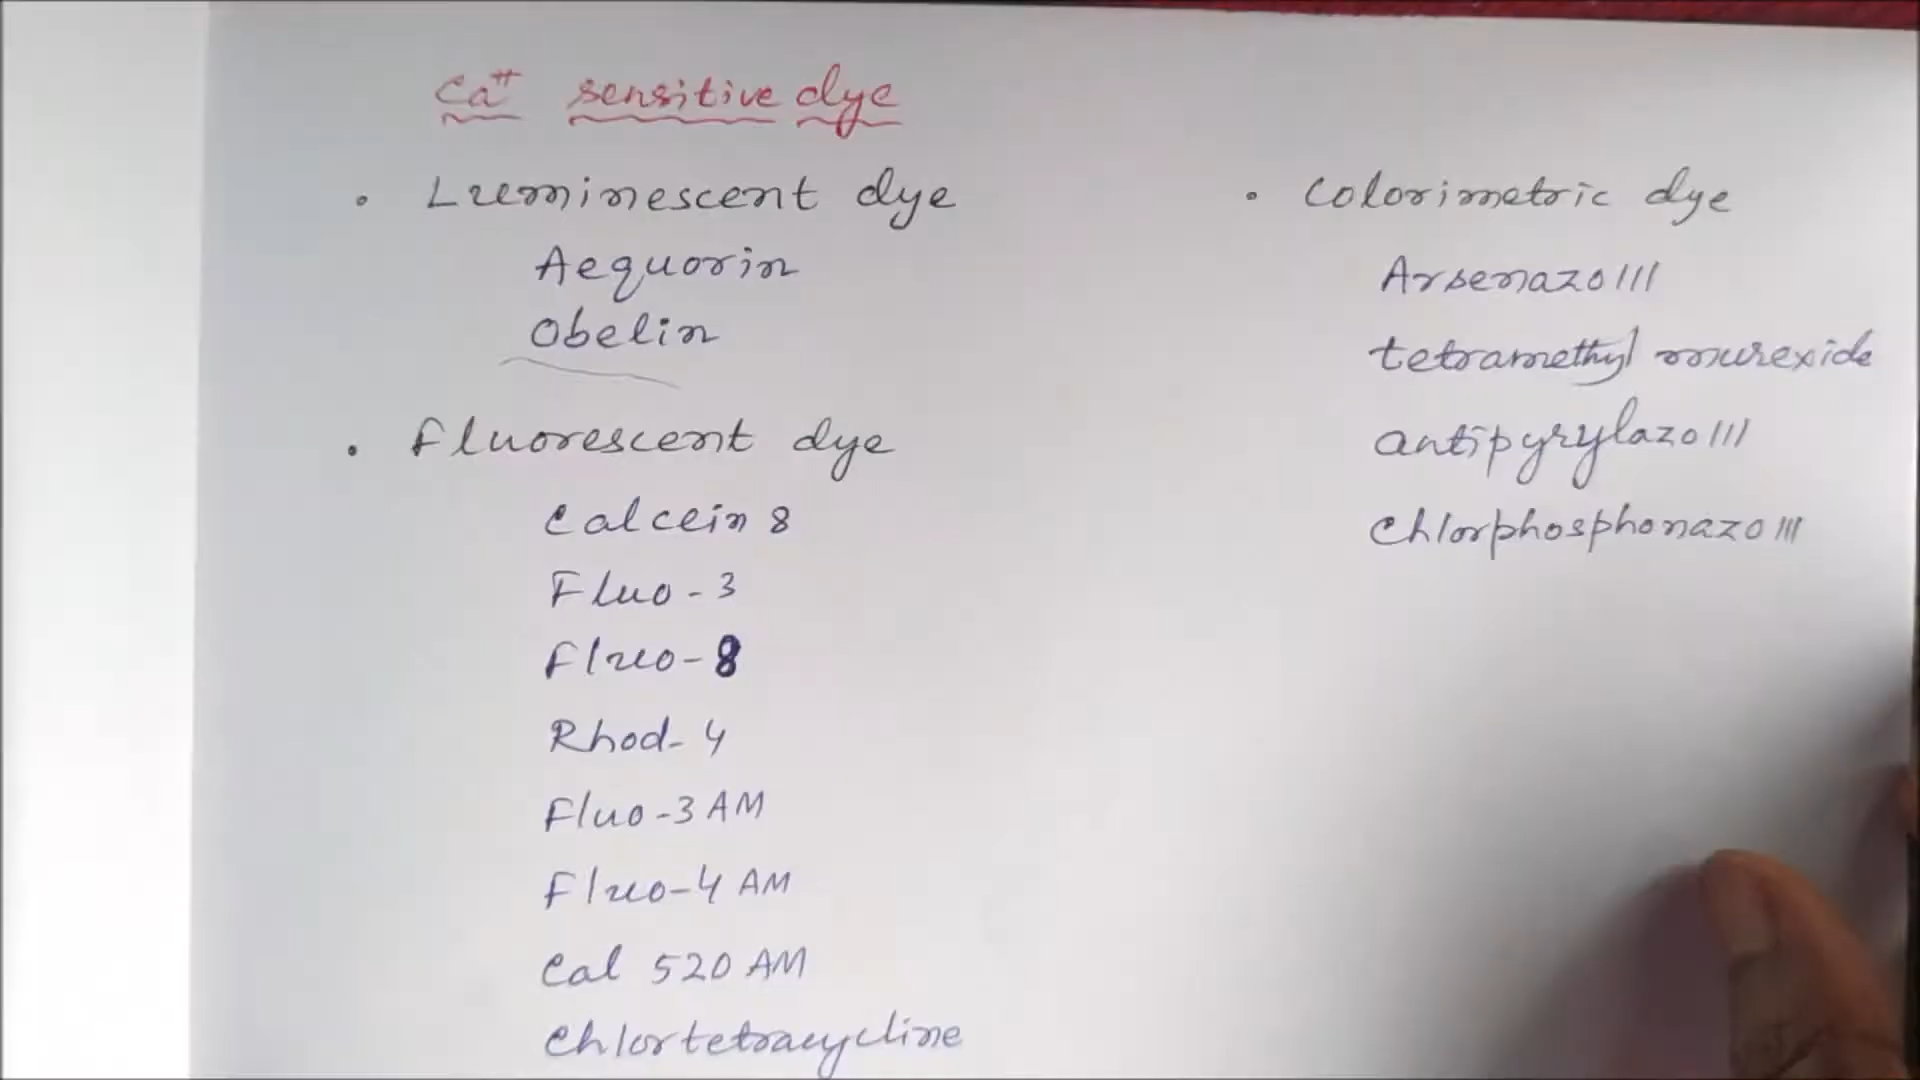 Ca++ sensitive dye
• Luminescent dye
Aequorin
Obelin
• Fluorescent dye
Calcein 8
Fluo-3
Fluo-8
Rhod-4
Fluo-3 AM
Fluo-4 AM
Cal 520 AM
Chlortetracycline
• Colorimetric dye
Arsenazo III
tetramethyl murexide
antipyrylazo III
Chlorphosphonazo III